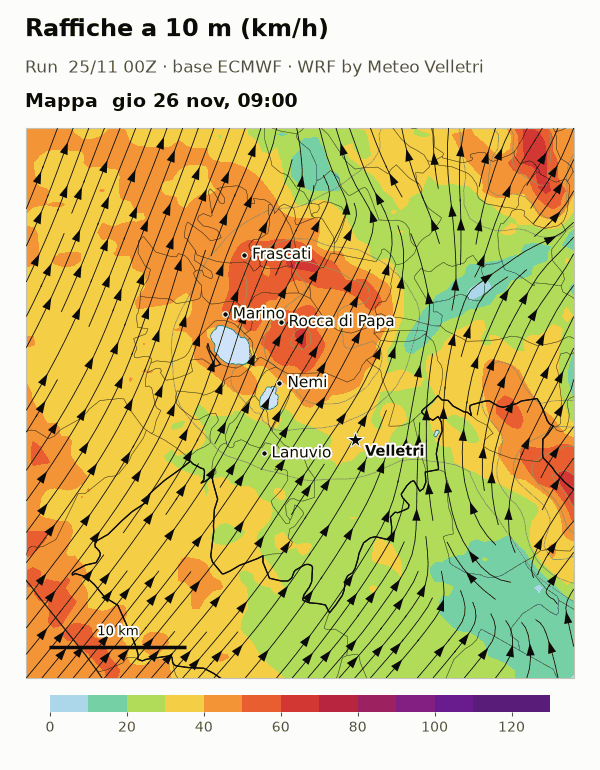 Raffiche a 10 m (km/h)
Run  25/11 00Z · base ECMWF · WRF by Meteo Velletri
Mappa  gio 26 nov, 09:00
Frascati
Marino
Rocca di Papa
Nemi
Velletri
Lanuvio
10 km
0 20 40 60 80 100 120